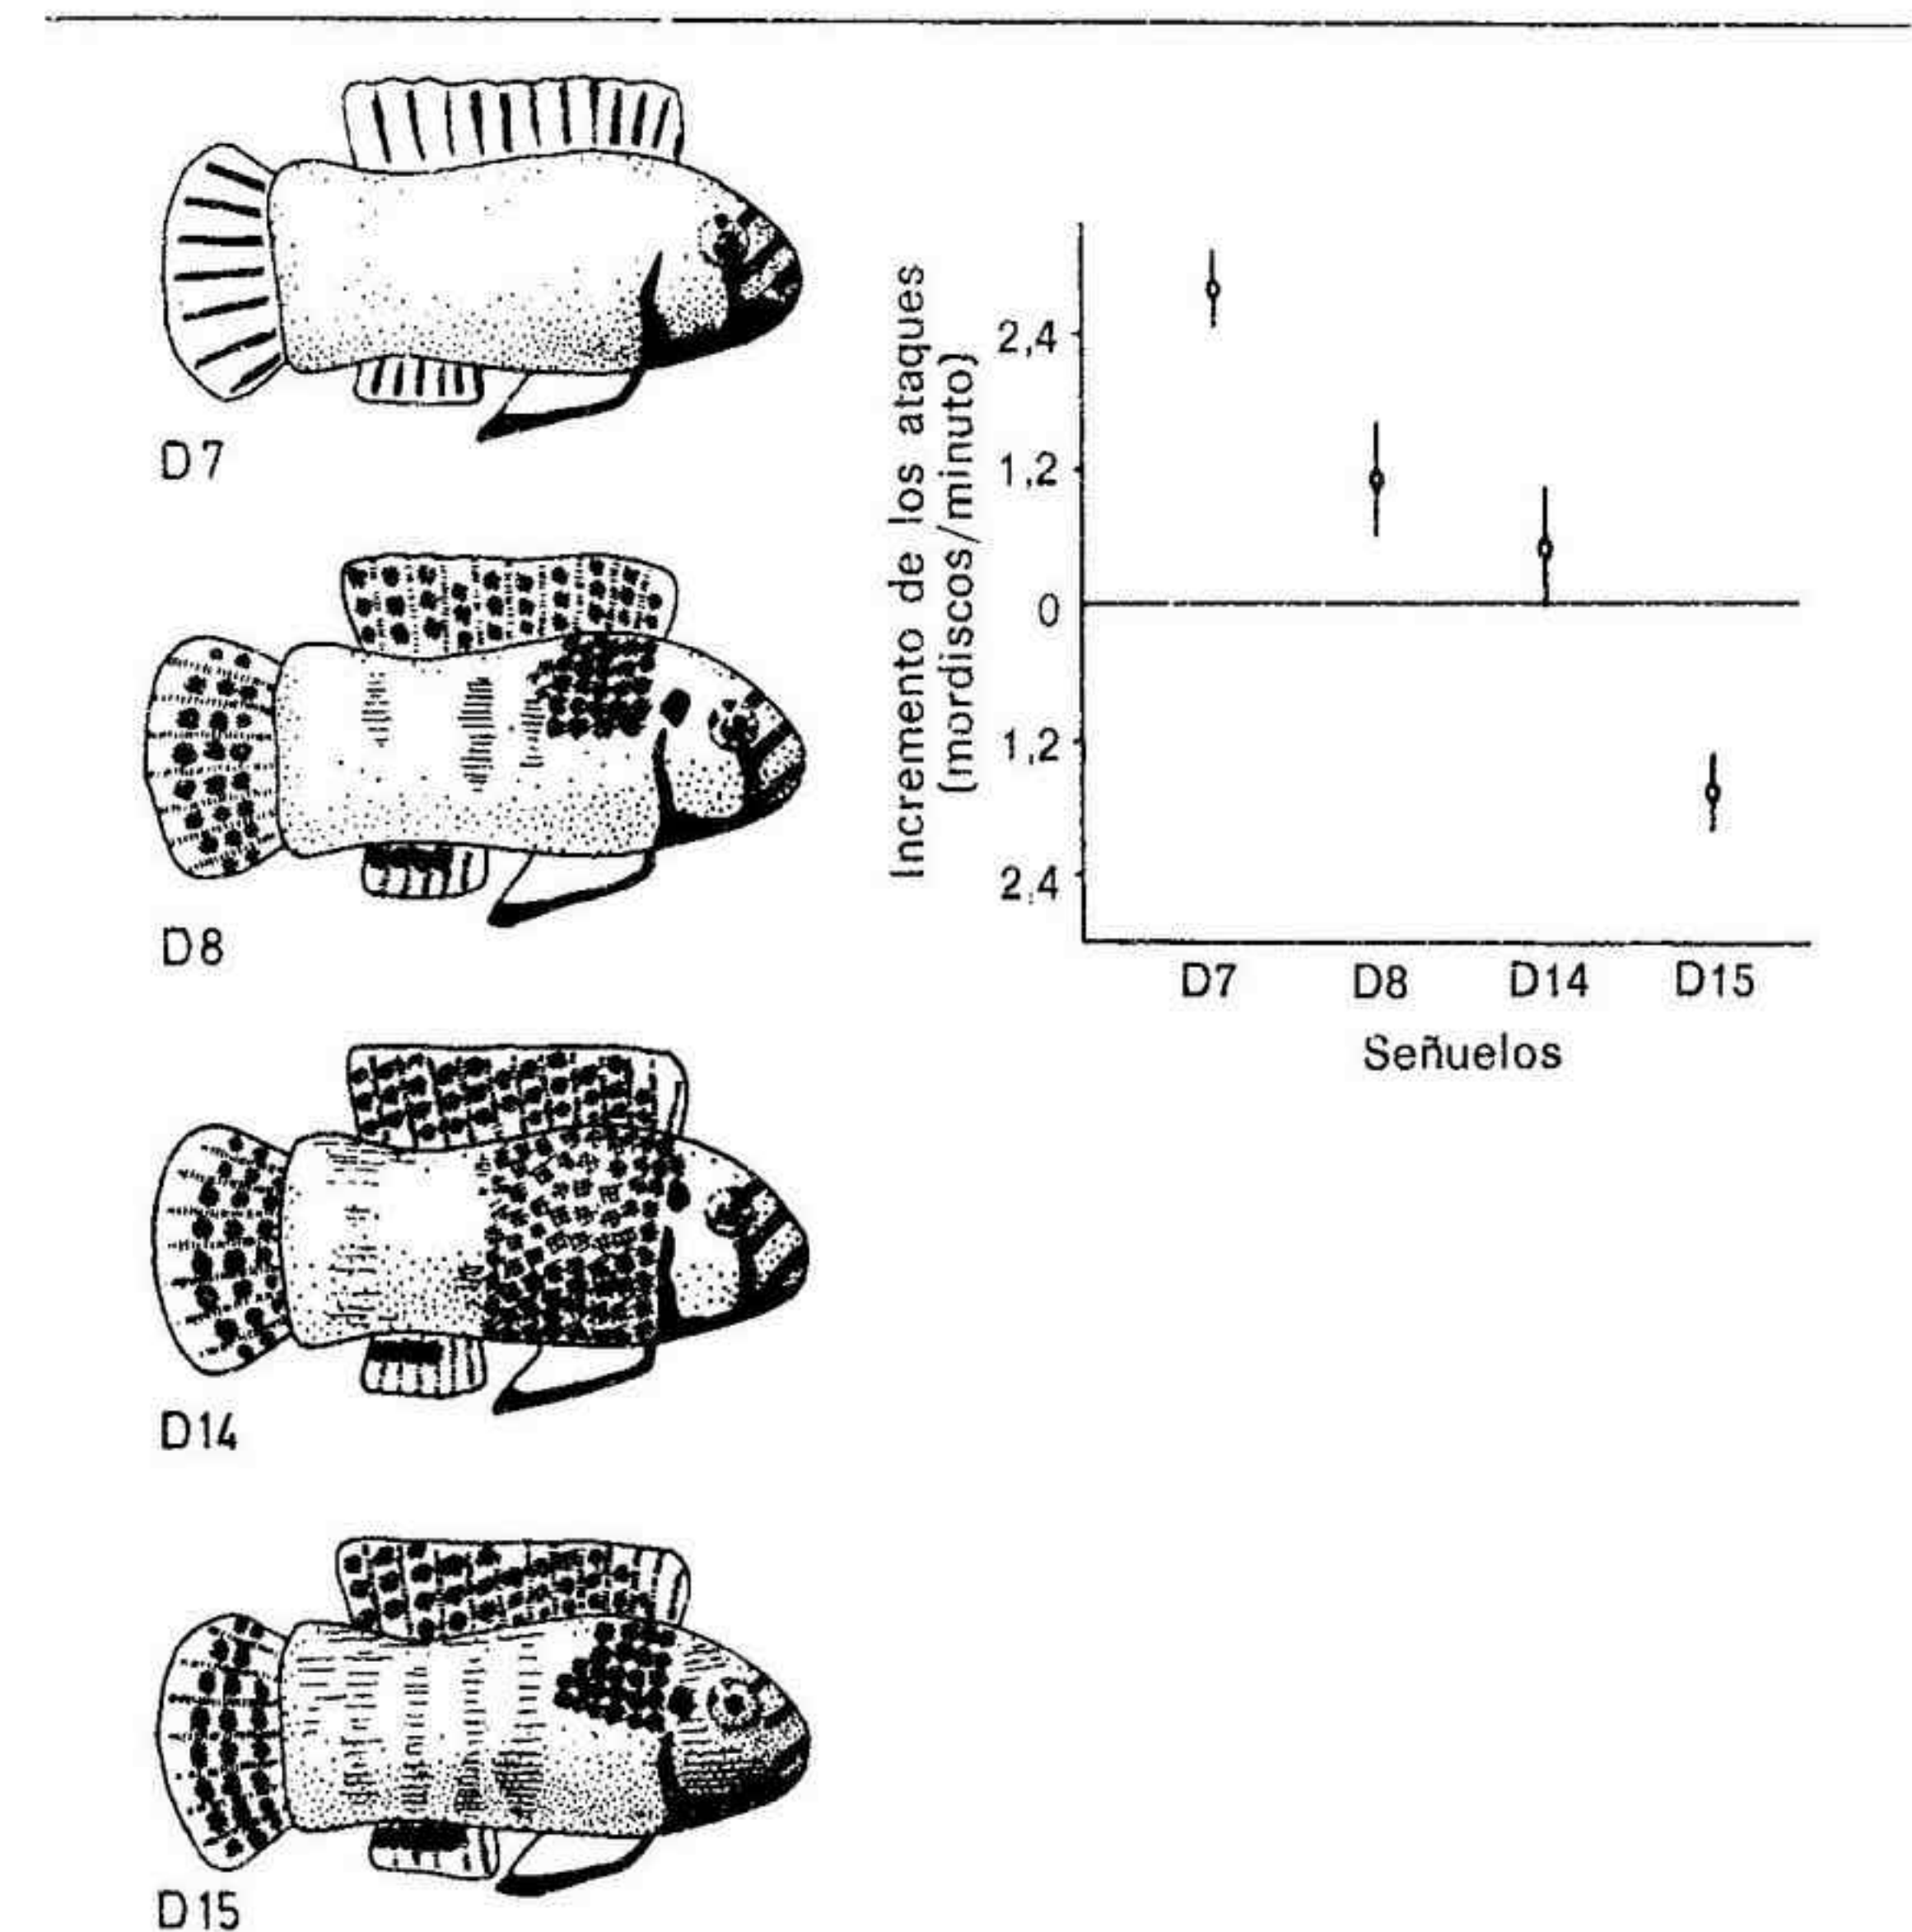 D7
D8
D14
D15
Incremento de los ataques
(mordiscos/minuto)
2,4
1,2
0
1,2
2,4
D7 D8 D14 D15
Señuelos